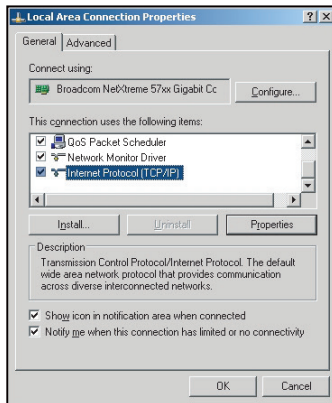 Local Area Connection Properties
General Advanced
Connect using:
Broadcom NetXtreme 57xx Gigabit Cc
Configure...
This connection uses the following items:
QoS Packet Scheduler
Network Monitor Driver
Internet Protocol (TCP/IP)
Install... Uninstall Properties
Description
Transmission Control Protocol/Internet Protocol. The default
wide area network protocol that provides communication
across diverse interconnected networks.
Show icon in notification area when connected
Notify me when this connection has limited or no connectivity
OK Cancel